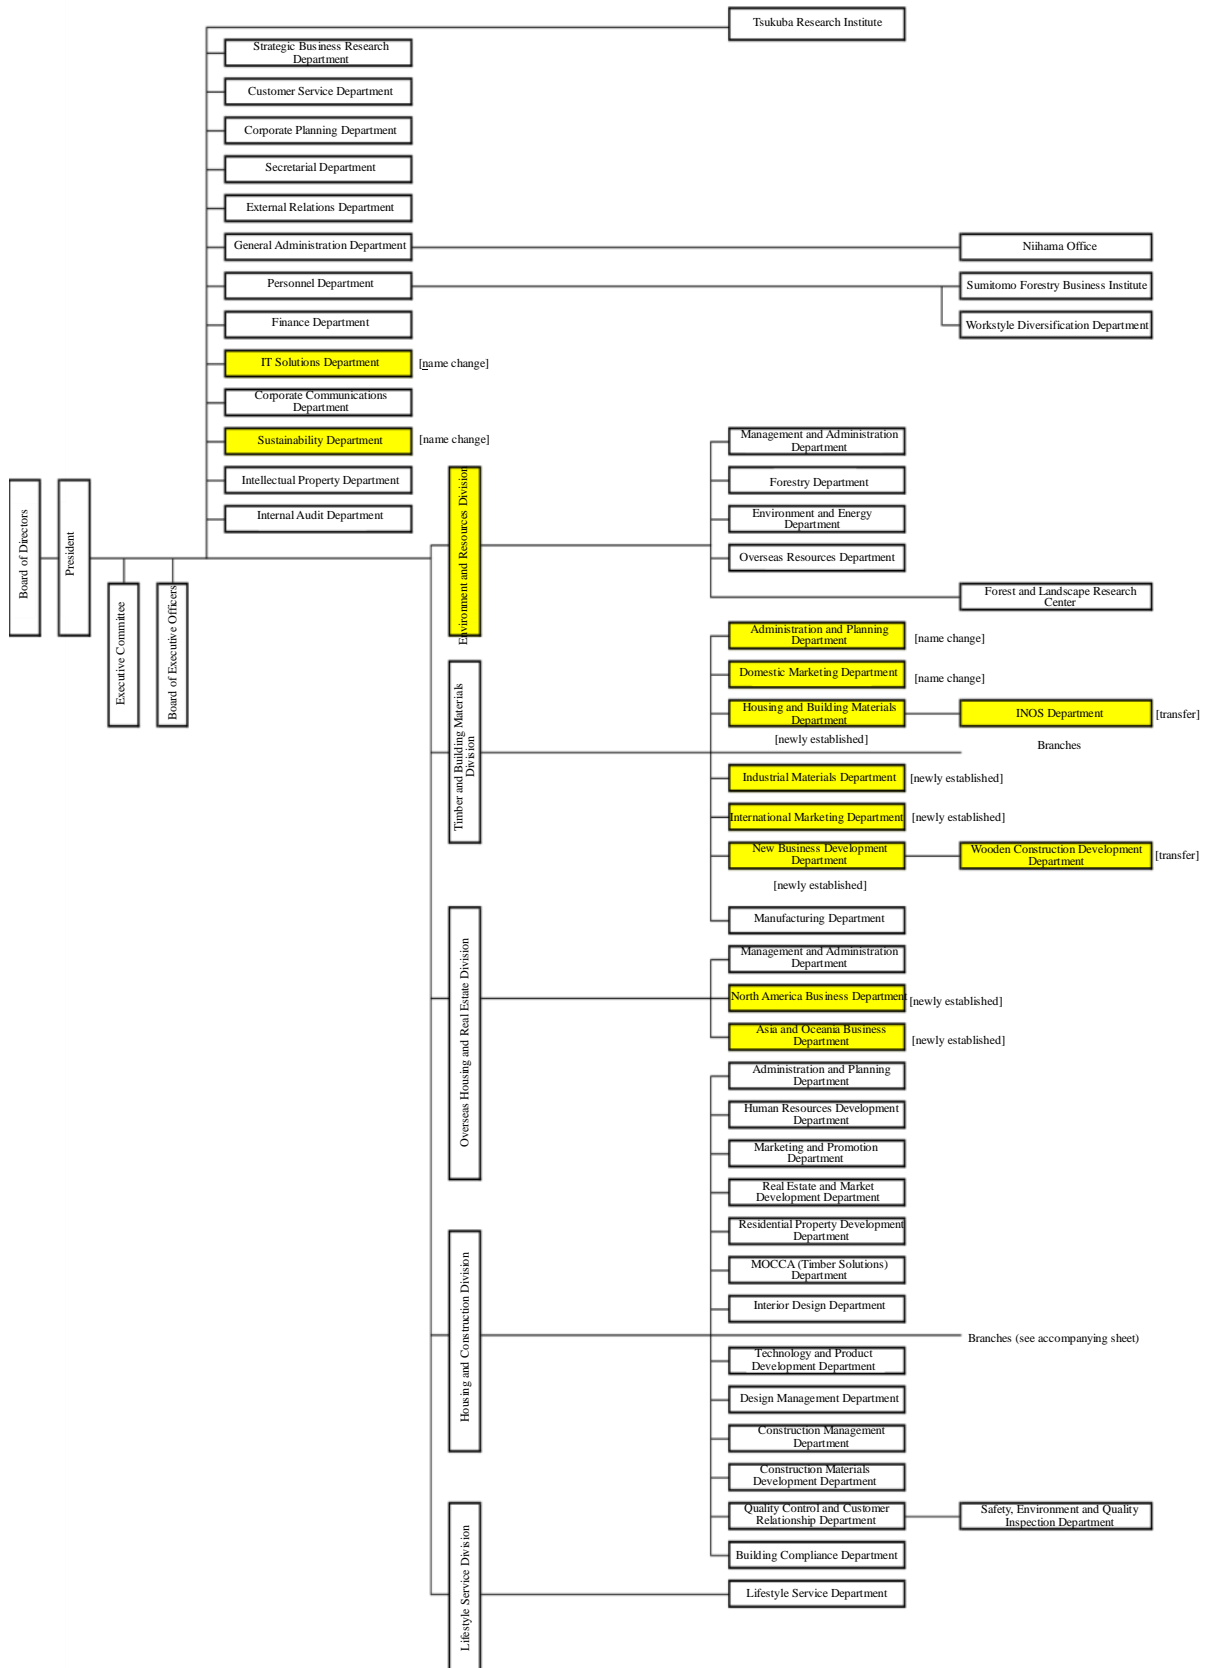 Tsukuba Research Institute
Strategic Business Research
Department
Customer Service Department
Corporate Planning Department
Secretarial Department
External Relations Department
General Administration Department
Niihama Office
Personnel Department
Sumitomo Forestry Business Institute
Finance Department
Workstyle Diversification Department
IT Solutions Department
[name change]
Corporate Communications
Department
Sustainability Department
[name change]
Intellectual Property Department
Internal Audit Department
Board of Directors
President
Executive Committee
Board of Executive Officers
Environment and Resources Division
Management and Administration
Department
Forestry Department
Environment and Energy
Department
Overseas Resources Department
Forest and Landscape Research
Center
Timber and Building Materials
Division
Administration and Planning
Department
[name change]
Domestic Marketing Department
[name change]
Housing and Building Materials
Department
INOS Department
[transfer]
[newly established]
Branches
Industrial Materials Department
[newly established]
International Marketing Department
[newly established]
New Business Development
Department
Wooden Construction Development
Department
[transfer]
[newly established]
Manufacturing Department
Overseas Housing and Real Estate Division
Management and Administration
Department
North America Business Department
[newly established]
Asia and Oceania Business
Department
[newly established]
Housing and Construction Division
Administration and Planning
Department
Human Resources Development
Department
Marketing and Promotion
Department
Real Estate and Market
Development Department
Residential Property Development
Department
MOCCA (Timber Solutions)
Department
Interior Design Department
Branches (see accompanying sheet)
Technology and Product
Development Department
Design Management Department
Construction Management
Department
Construction Materials
Development Department
Quality Control and Customer
Relationship Department
Safety, Environment and Quality
Inspection Department
Building Compliance Department
Lifestyle Service Division
Lifestyle Service Department